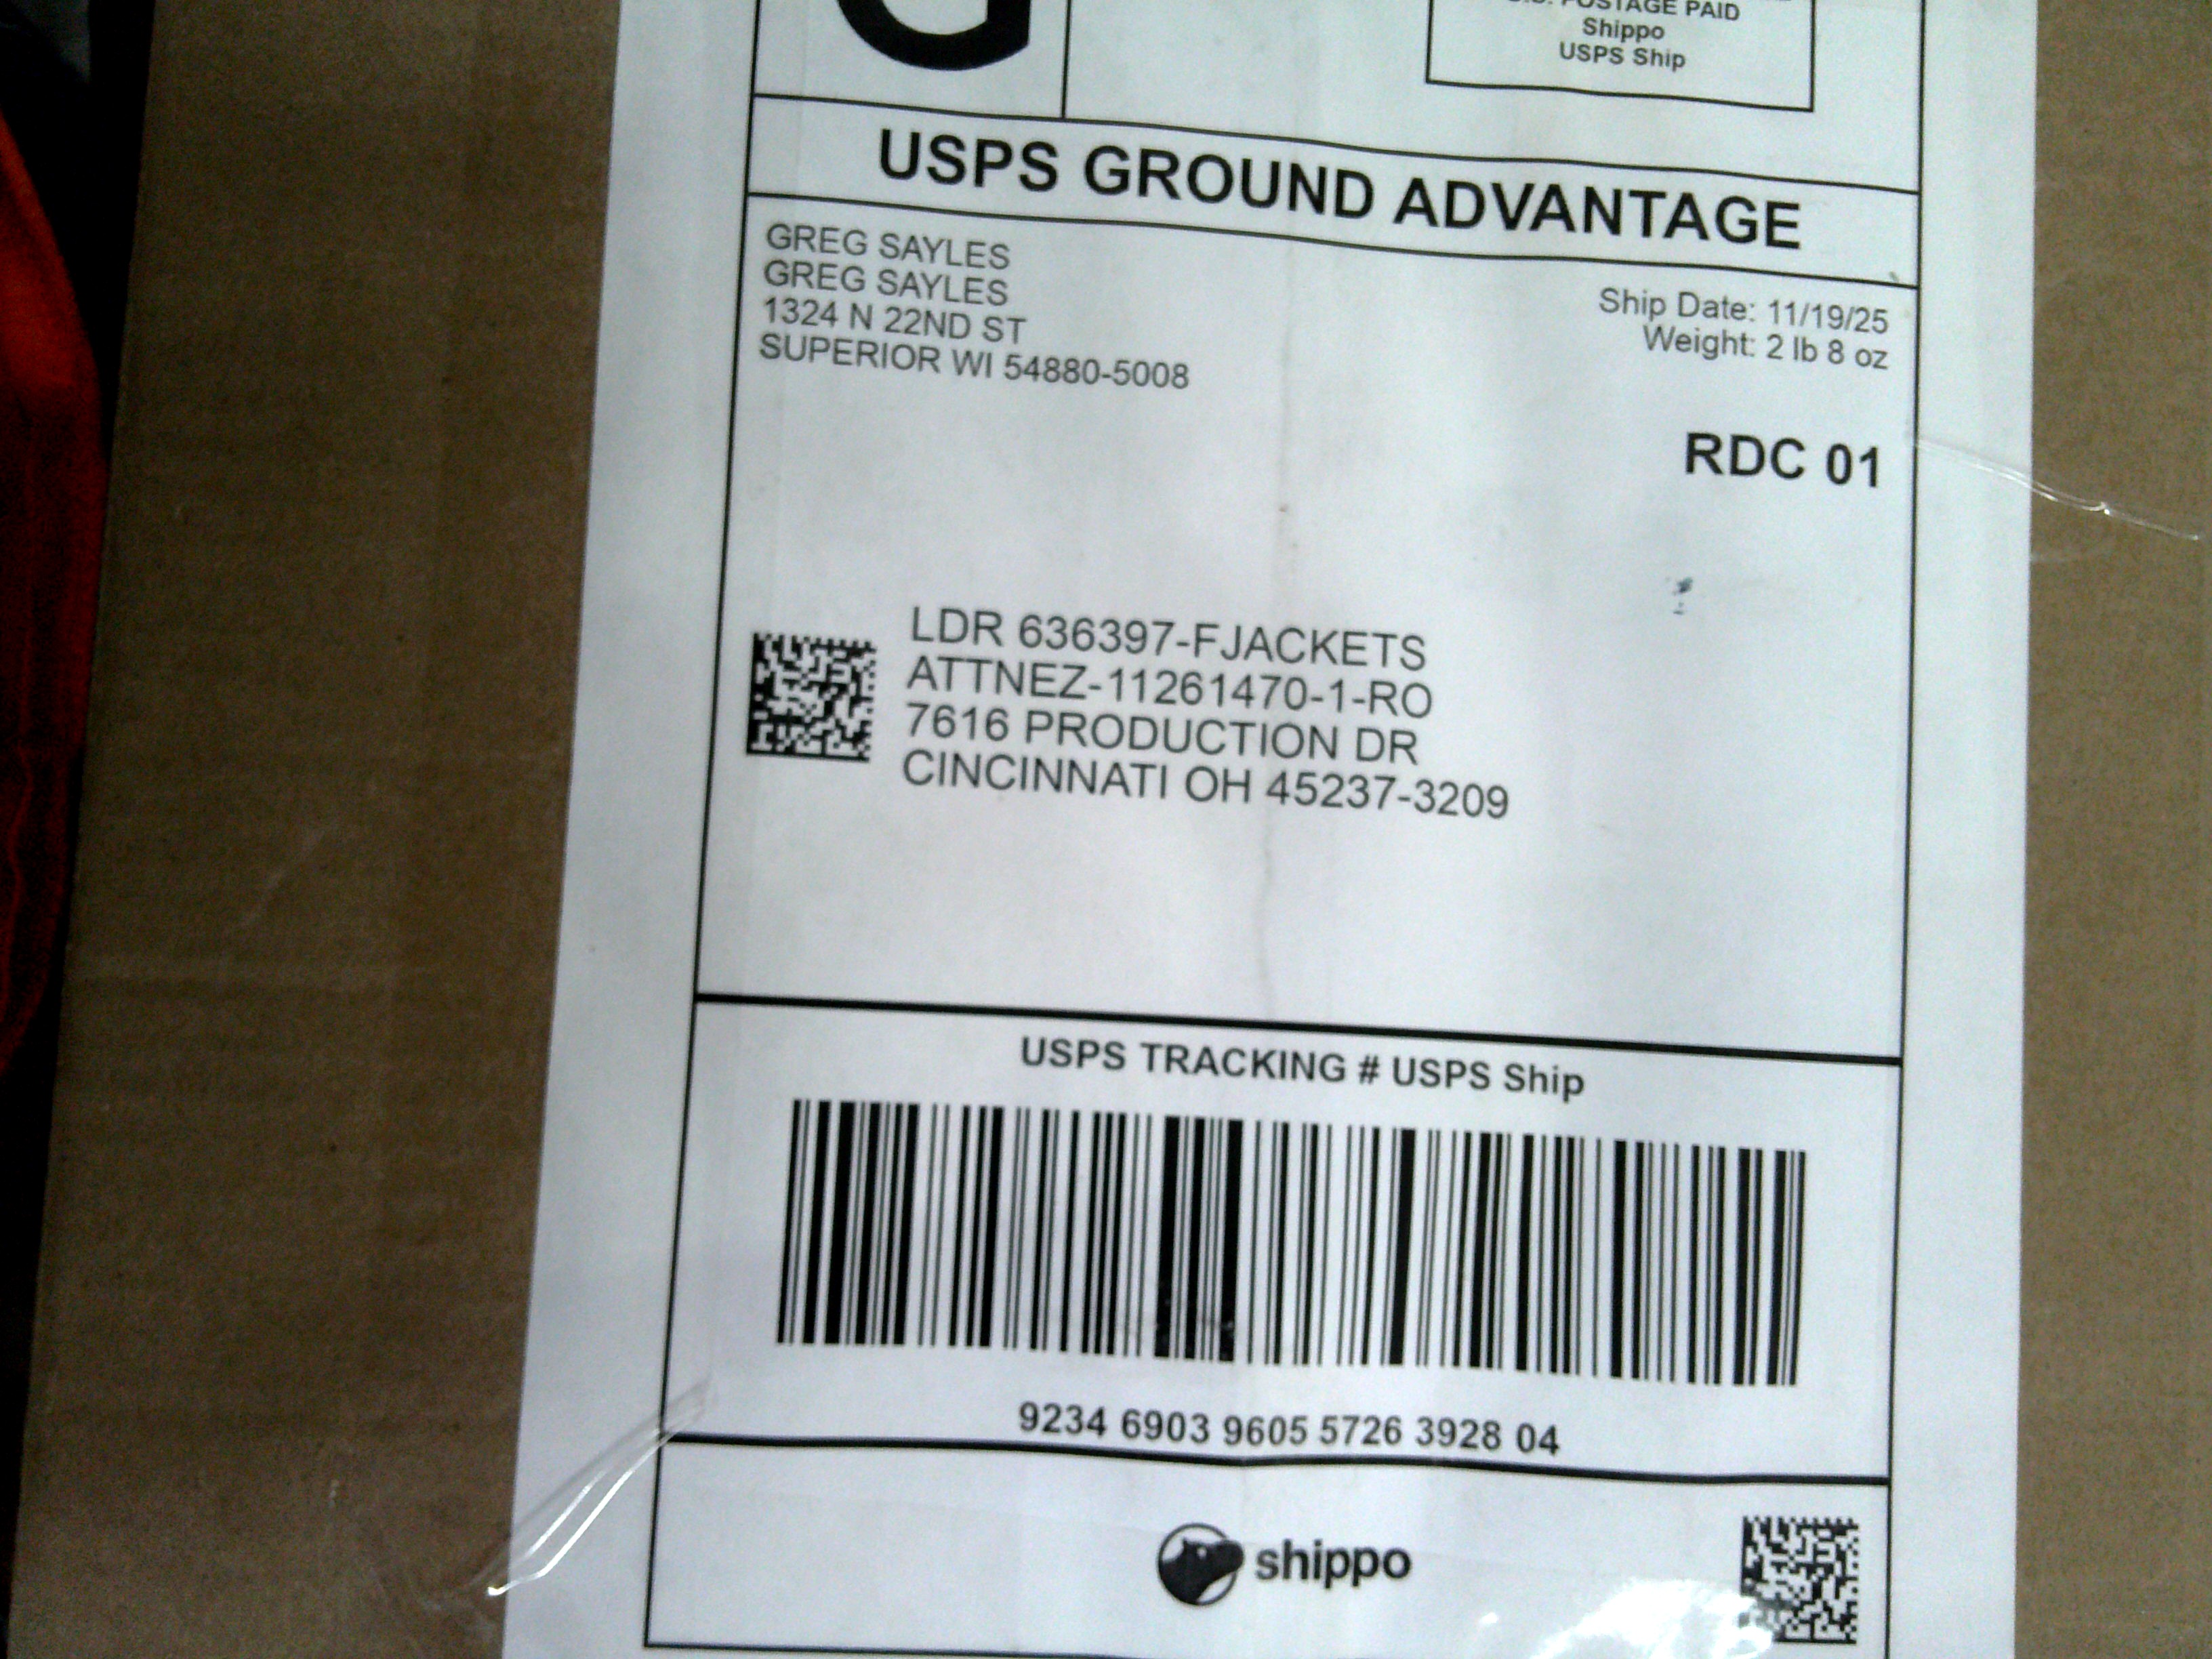 G
POSTAGE PAID
Shippo
USPS Ship
USPS GROUND ADVANTAGE
GREG SAYLES
GREG SAYLES
1324 N 22ND ST
SUPERIOR WI 54880-5008
Ship Date: 11/19/25
Weight: 2 lb 8 oz
RDC 01
LDR 636397-FJACKETS
ATTNEZ-11261470-1-RO
7616 PRODUCTION DR
CINCINNATI OH 45237-3209
USPS TRACKING # USPS Ship
9234 6903 9605 5726 3928 04
shippo